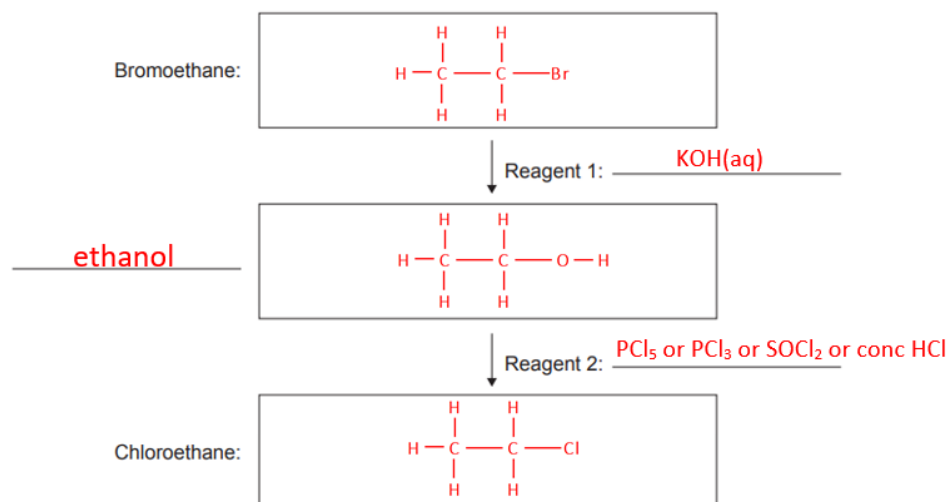 H H
Bromoethane: H C C Br
H H
Reagent 1: KOH(aq)
H H
ethanol H C C O H
H H
Reagent 2: PCl₅ or PCl₃ or SOCl₂ or conc HCl
H H
Chloroethane: H C C Cl
H H